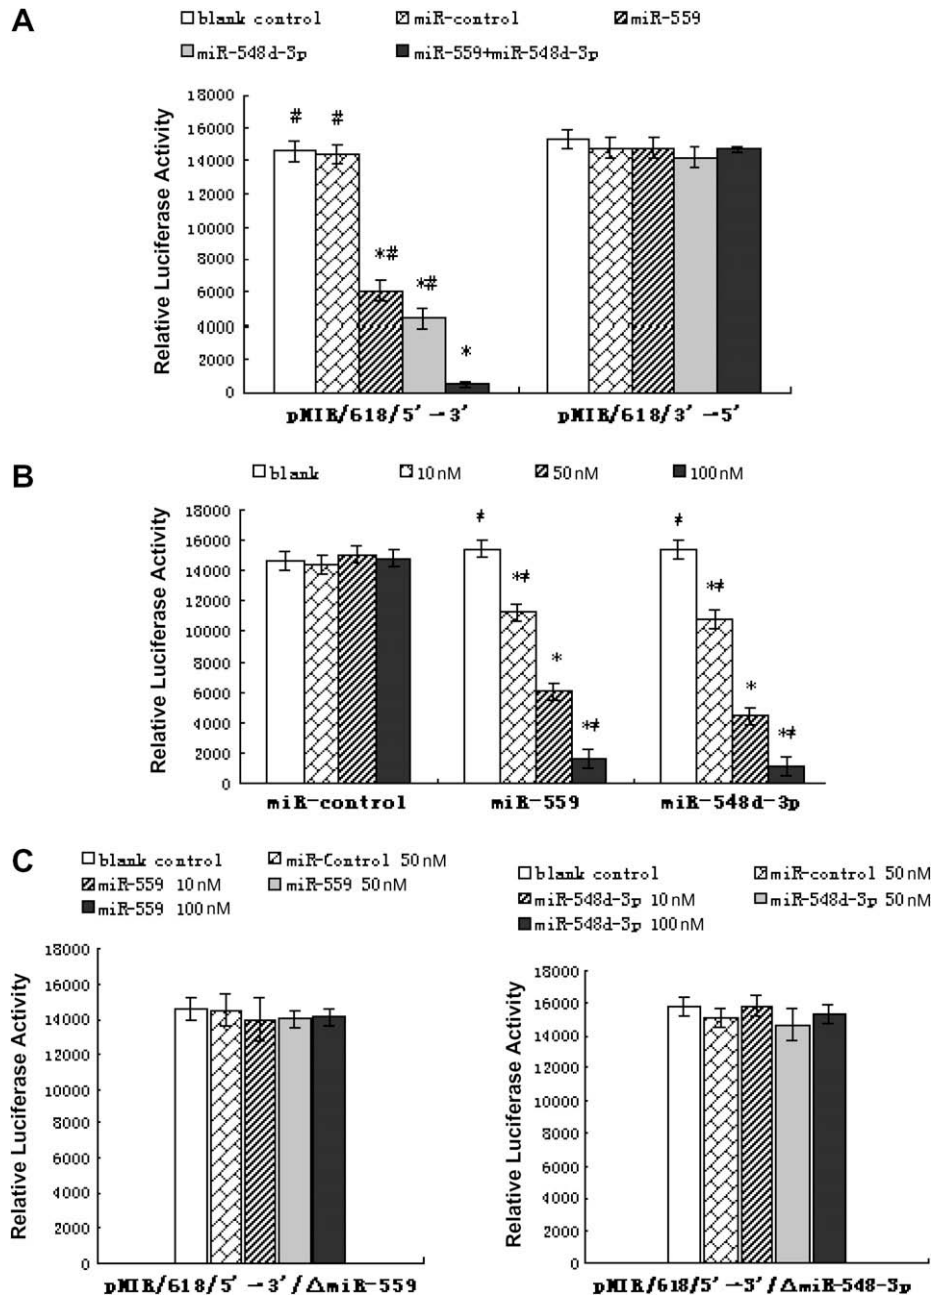 A
blank control miR-control miR-559
miR-548d-3p miR-559+miR-548d-3p
Relative Luciferase Activity
18000
16000
14000
12000
10000
8000
6000
4000
2000
0
# #
*#
*#
*
pMIR/618/5′→3′ pMIR/618/3′→5′
B
blank 10 nM 50 nM 100 nM
Relative Luciferase Activity
18000
16000
14000
12000
10000
8000
6000
4000
2000
0
≠ ≠
*≠ *≠
* *
*≠ *≠
miR-control miR-559 miR-548d-3p
C
blank control miR-Control 50 nM
miR-559 10 nM miR-559 50 nM
miR-559 100 nM
Relative Luciferase Activity
18000
16000
14000
12000
10000
8000
6000
4000
2000
0
pMIR/618/5′→3′/ΔmiR-559
blank control miR-control 50 nM
miR-548d-3p 10 nM miR-548d-3p 50 nM
miR-548d-3p 100 nM
Relative Luciferase Activity
18000
16000
14000
12000
10000
8000
6000
4000
2000
0
pMIR/618/5′→3′/ΔmiR-548-3p